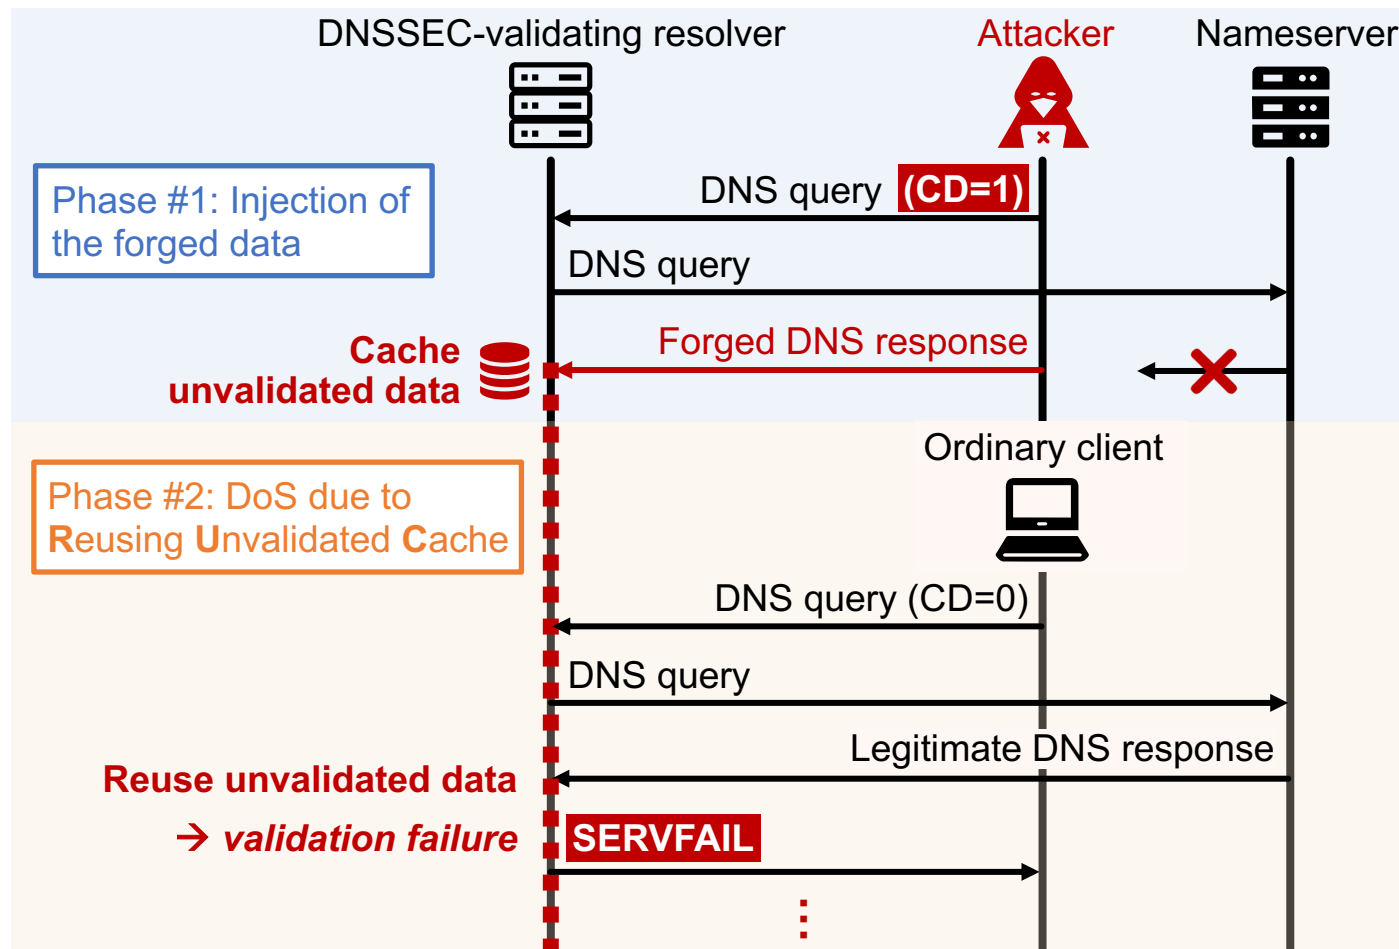 DNSSEC-validating resolver
Attacker
Nameserver
Phase #1: Injection of
the forged data
DNS query (CD=1)
DNS query
Forged DNS response
Cache
unvalidated data
Ordinary client
Phase #2: DoS due to
Reusing Unvalidated Cache
DNS query (CD=0)
DNS query
Legitimate DNS response
Reuse unvalidated data
→ validation failure
SERVFAIL
⋮